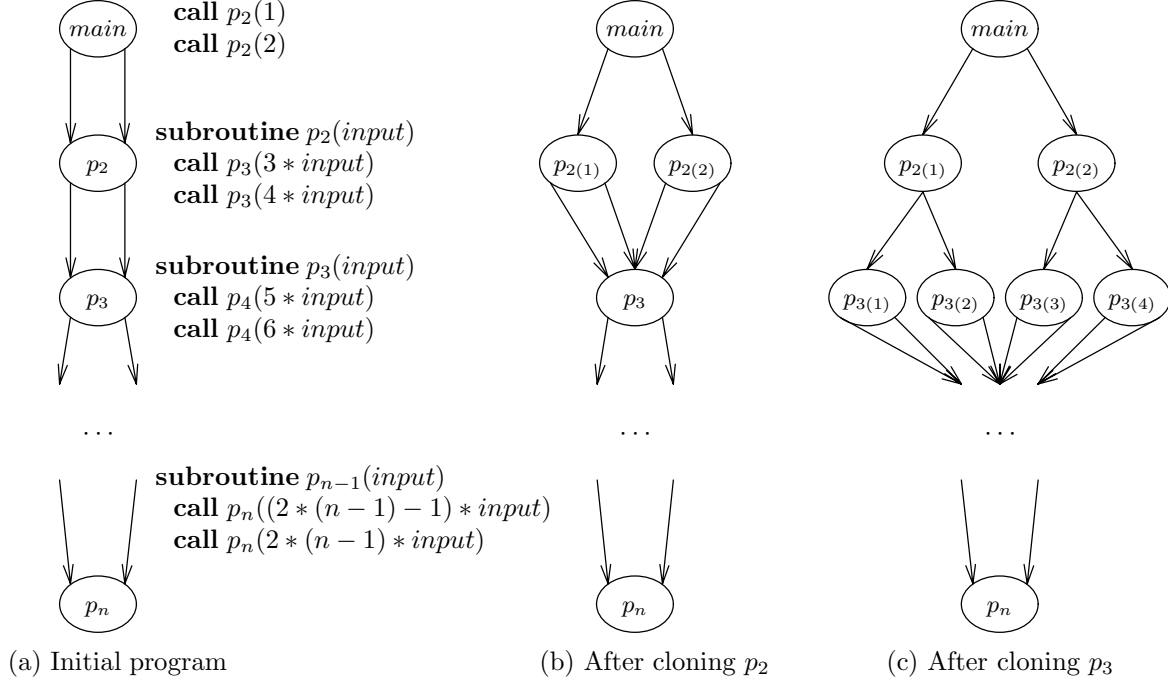 main
call p₂(1)
call p₂(2)
subroutine p₂(input)
p₂
call p₃(3 ∗ input)
call p₃(4 ∗ input)
subroutine p₃(input)
p₃
call p₄(5 ∗ input)
call p₄(6 ∗ input)
...
subroutine pₙ₋₁(input)
call pₙ((2 ∗ (n − 1) − 1) ∗ input)
call pₙ(2 ∗ (n − 1) ∗ input)
pₙ
(a) Initial program
main
p₂₍₁₎ p₂₍₂₎
p₃
...
pₙ
(b) After cloning p₂
main
p₂₍₁₎ p₂₍₂₎
p₃₍₁₎ p₃₍₂₎ p₃₍₃₎ p₃₍₄₎
...
pₙ
(c) After cloning p₃